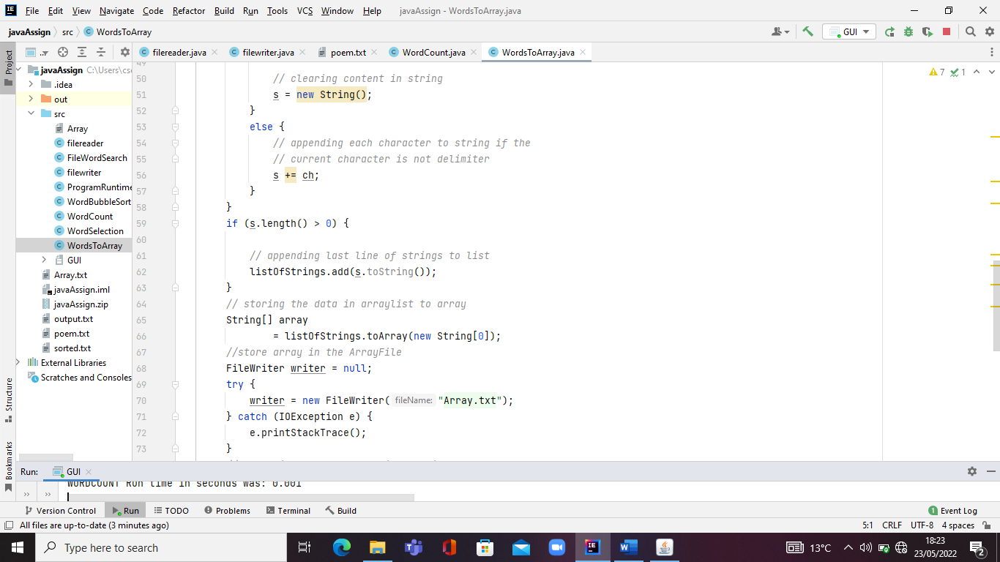 File Edit View Navigate Code Refactor Build Run Tools VCS Window Help javaAssign - WordsToArray.java
javaAssign src WordsToArray GUI
Project .. filereader.java filewriter.java poem.txt WordCount.java WordsToArray.java
javaAssign C:\Users\cs
.idea
out
src
Array
filereader
FileWordSearch
filewriter
ProgramRuntime
WordBubbleSort
WordCount
WordSelection
WordsToArray
GUI
Array.txt
javaAssign.iml
javaAssign.zip
output.txt
poem.txt
sorted.txt
External Libraries
Scratches and Consoles
Structure
Bookmarks
7 1
49
50 // clearing content in string
51 s = new String();
52 }
53 else {
54 // appending each character to string if the
55 // current character is not delimiter
56 s += ch;
57 }
58 }
59 if (s.length() > 0) {
60
61 // appending last line of strings to list
62 listOfStrings.add(s.toString());
63 }
64 // storing the data in arraylist to array
65 String[] array
66 = listOfStrings.toArray(new String[0]);
67 //store array in the ArrayFile
68 FileWriter writer = null;
69 try {
70 writer = new FileWriter( fileName: "Array.txt");
71 } catch (IOException e) {
72 e.printStackTrace();
73 }
Run: GUI
WORDCOUNT Run time in seconds was: 0.001
Version Control Run TODO Problems Terminal Build 1 Event Log
All files are up-to-date (3 minutes ago) 5:1 CRLF UTF-8 4 spaces
Type here to search 13°C 18:23
23/05/2022 2